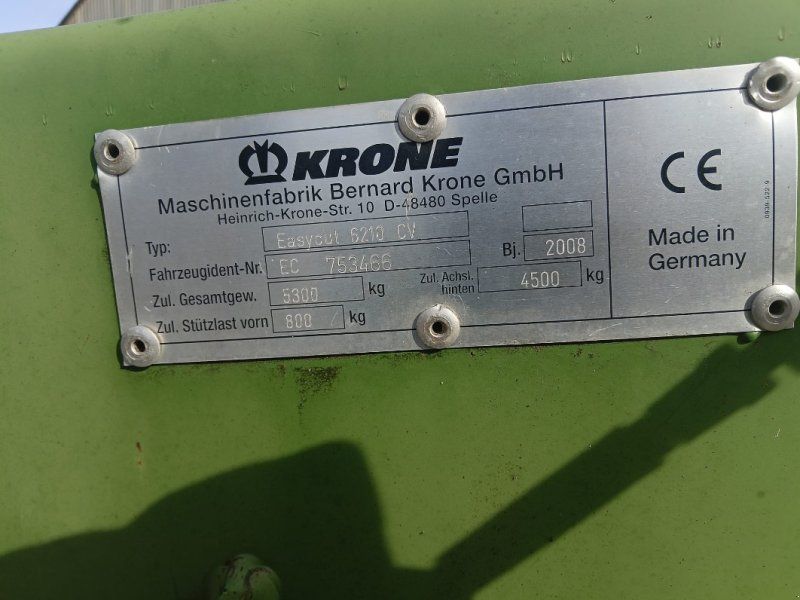 KRONE
Maschinenfabrik Bernard Krone GmbH
Heinrich-Krone-Str. 10 D-48480 Spelle
Typ: Easycut 6210 CV
Fahrzeugident-Nr. EC 753466 Bj. 2008
Zul. Gesamtgew. 5300 kg Zul. Achsl. hinten 4500 kg
Zul. Stützlast vorn 800 kg
CE
Made in
Germany